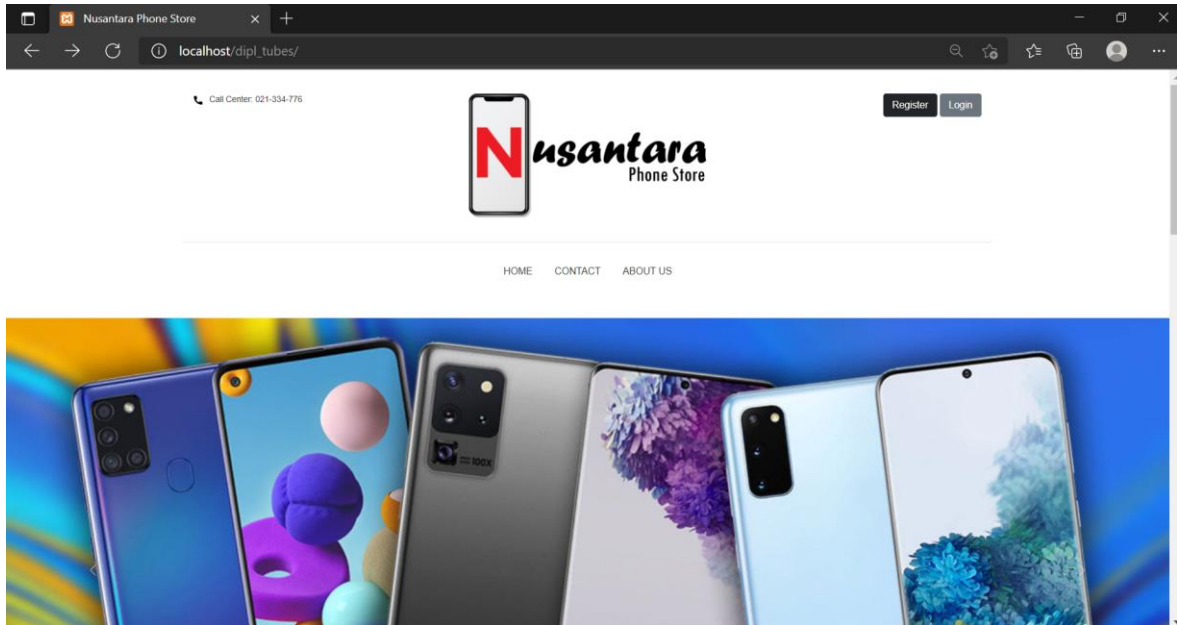 Nusantara Phone Store
localhost/dipl_tubes/
Call Center: 021-334-776
Nusantara
Phone Store
Register
Login
HOME
CONTACT
ABOUT US
100X